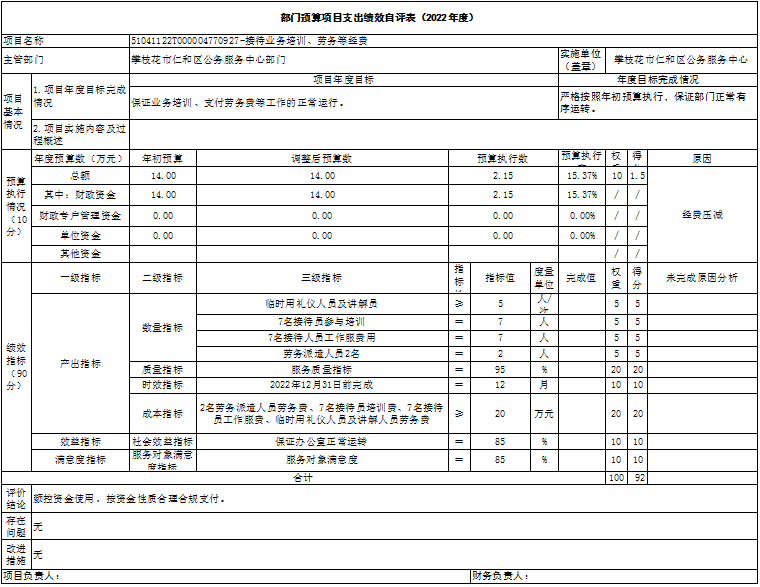 部门预算项目支出绩效自评表（2022年度）
项目名称 51041122T000004770927-接待业务培训、劳务等经费
主管部门 攀枝花市仁和区公务服务中心部门 实施单位（盖章） 攀枝花市仁和区公务服务中心
项目基本情况 1.项目年度目标完成情况 项目年度目标 年度目标完成情况
保证业务培训、支付劳务费等工作的正常运行。 严格按照年初预算执行，保证部门正常有序运转。
2.项目实施内容及过程概述
预算执行情况（10分） 年度预算数（万元） 年初预算 调整后预算数 预算执行数 预算执行 权 得 原因
总额 14.00 14.00 2.15 15.37% 10 1.5 经费压减
其中：财政资金 14.00 14.00 2.15 15.37% / /
财政专户管理资金 0.00 0.00 0.00 0.00% / /
单位资金 0.00 0.00 0.00 0.00% / /
其他资金 / /
绩效指标（90分） 一级指标 二级指标 三级指标 指标 指标值 度量单位 完成值 权重 得分 未完成原因分析
产出指标 数量指标 临时用礼仪人员及讲解员 ≥ 5 人/次 5 5
7名接待员参与培训 ＝ 7 人 5 5
7名接待人员工作服费用 ＝ 7 人 5 5
劳务派遣人员2名 ＝ 2 人 5 5
质量指标 服务质量指标 ＝ 95 % 20 20
时效指标 2022年12月31日前完成 ＝ 12 月 10 10
成本指标 2名劳务派遣人员劳务费、7名接待员培训费、7名接待员工作服费、临时用礼仪人员及讲解人员劳务费 ≥ 20 万元 20 20
效益指标 社会效益指标 保证办公室正常运转 ＝ 85 % 10 10
满意度指标 服务对象满意度指标 服务对象满意度 ＝ 85 % 10 10
合计 100 92
评价结论 额控资金使用，按资金性质合理合规支付。
存在问题 无
改进措施 无
项目负责人： 财务负责人：